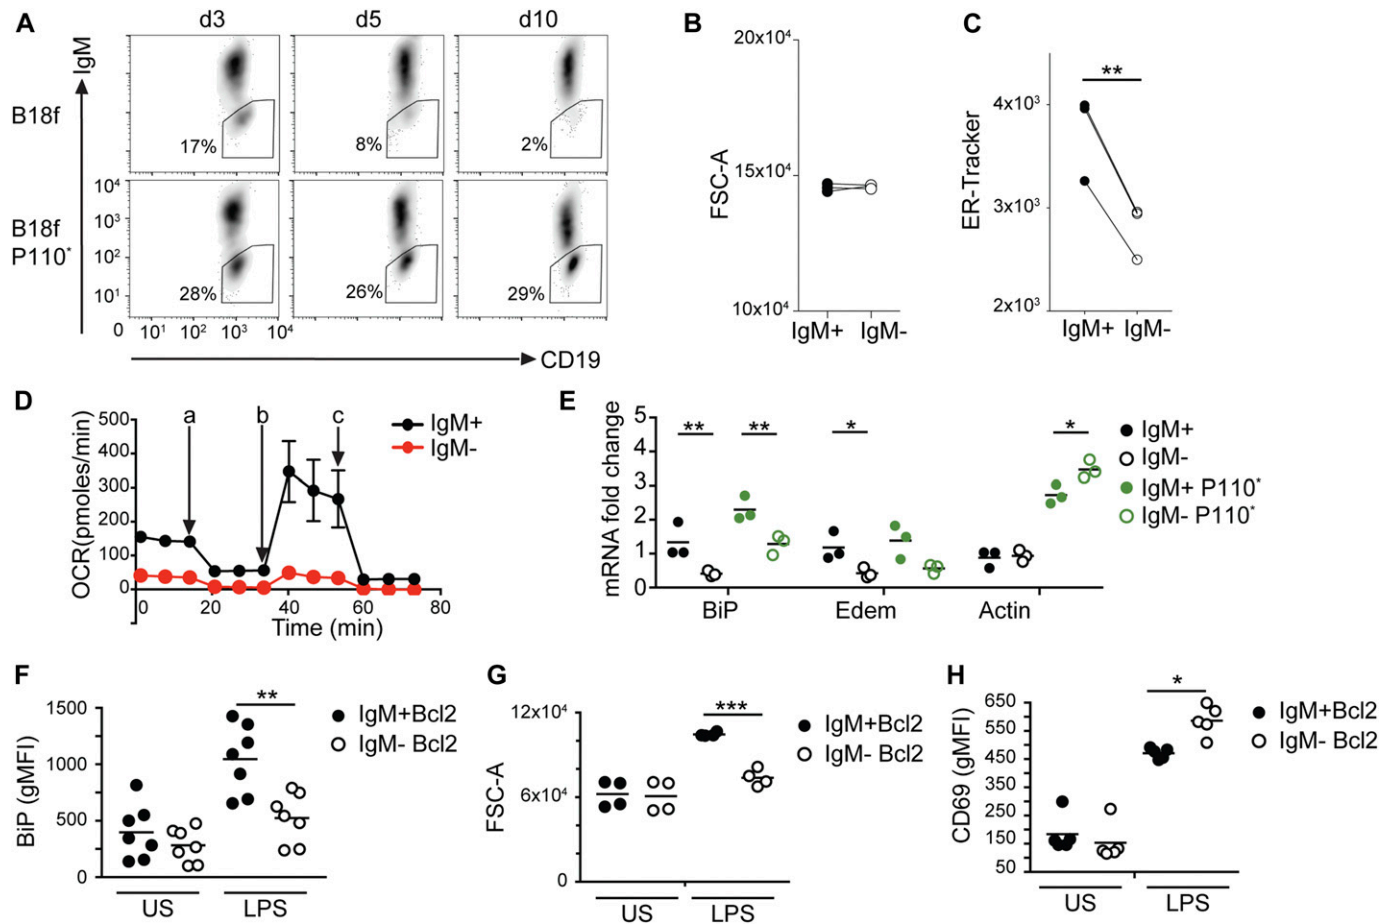 A
d3
d5
d10
IgM
B18f
17%
8%
2%
B18f
P110*
10⁴
10³
10²
10¹
0
28%
26%
29%
10¹ 10² 10³ 10⁴
CD19
B
20x10⁴
15x10⁴
10x10⁴
FSC-A
IgM+ IgM-
C
**
4x10³
3x10³
2x10³
ER-Tracker
IgM+ IgM-
D
OCR(pmoles/min)
500
400
300
200
100
0
a
b
c
IgM+
IgM-
0 20 40 60 80
Time (min)
E
mRNA fold change
5
4
3
2
1
0
** ** * *
IgM+
IgM-
IgM+ P110*
IgM- P110*
BiP Edem Actin
F
BiP (gMFI)
1500
1000
500
0
**
IgM+Bcl2
IgM- Bcl2
US LPS
G
FSC-A
12x10⁴
6x10⁴
0
***
IgM+Bcl2
IgM- Bcl2
US LPS
H
CD69 (gMFI)
650
550
450
350
250
150
50
*
IgM+Bcl2
IgM- Bcl2
US LPS